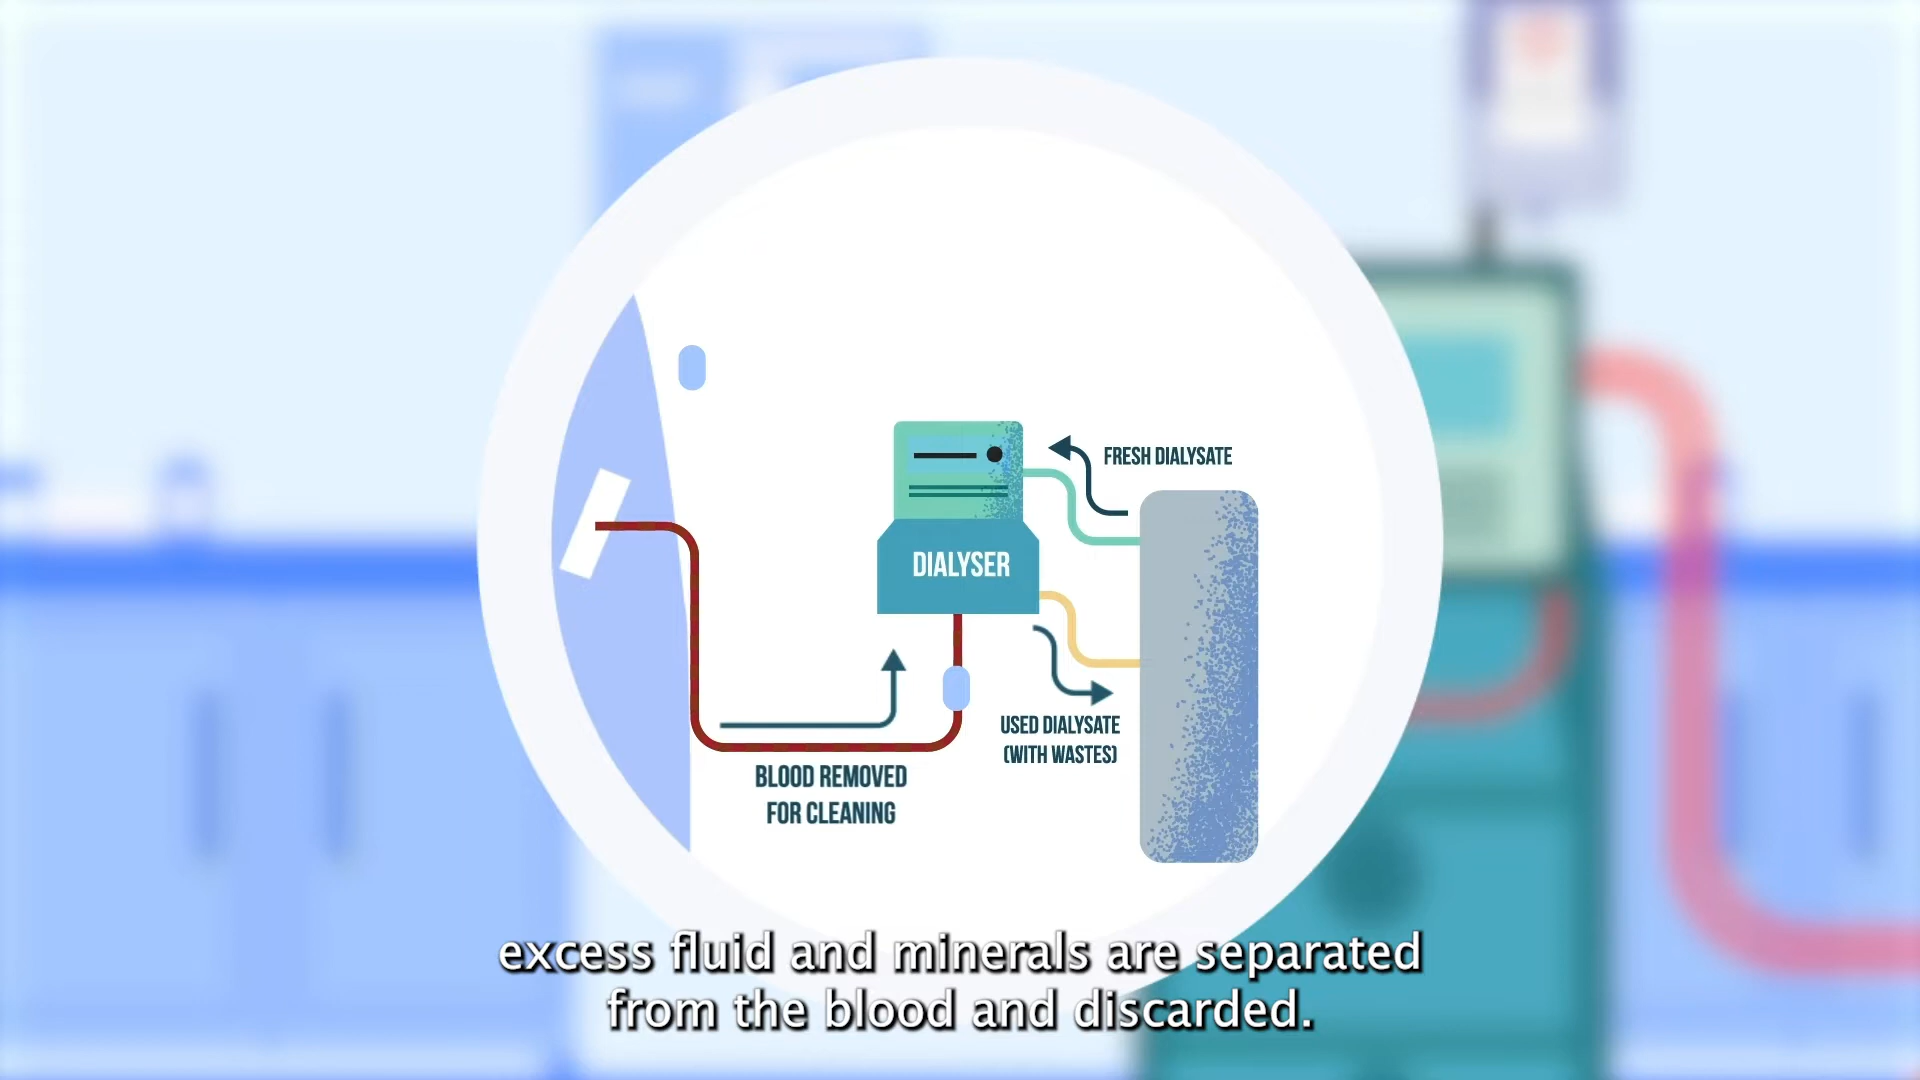 FRESH DIALYSATE
DIALYSER
USED DIALYSATE
(WITH WASTES)
BLOOD REMOVED
FOR CLEANING
excess fluid and minerals are separated
from the blood and discarded.